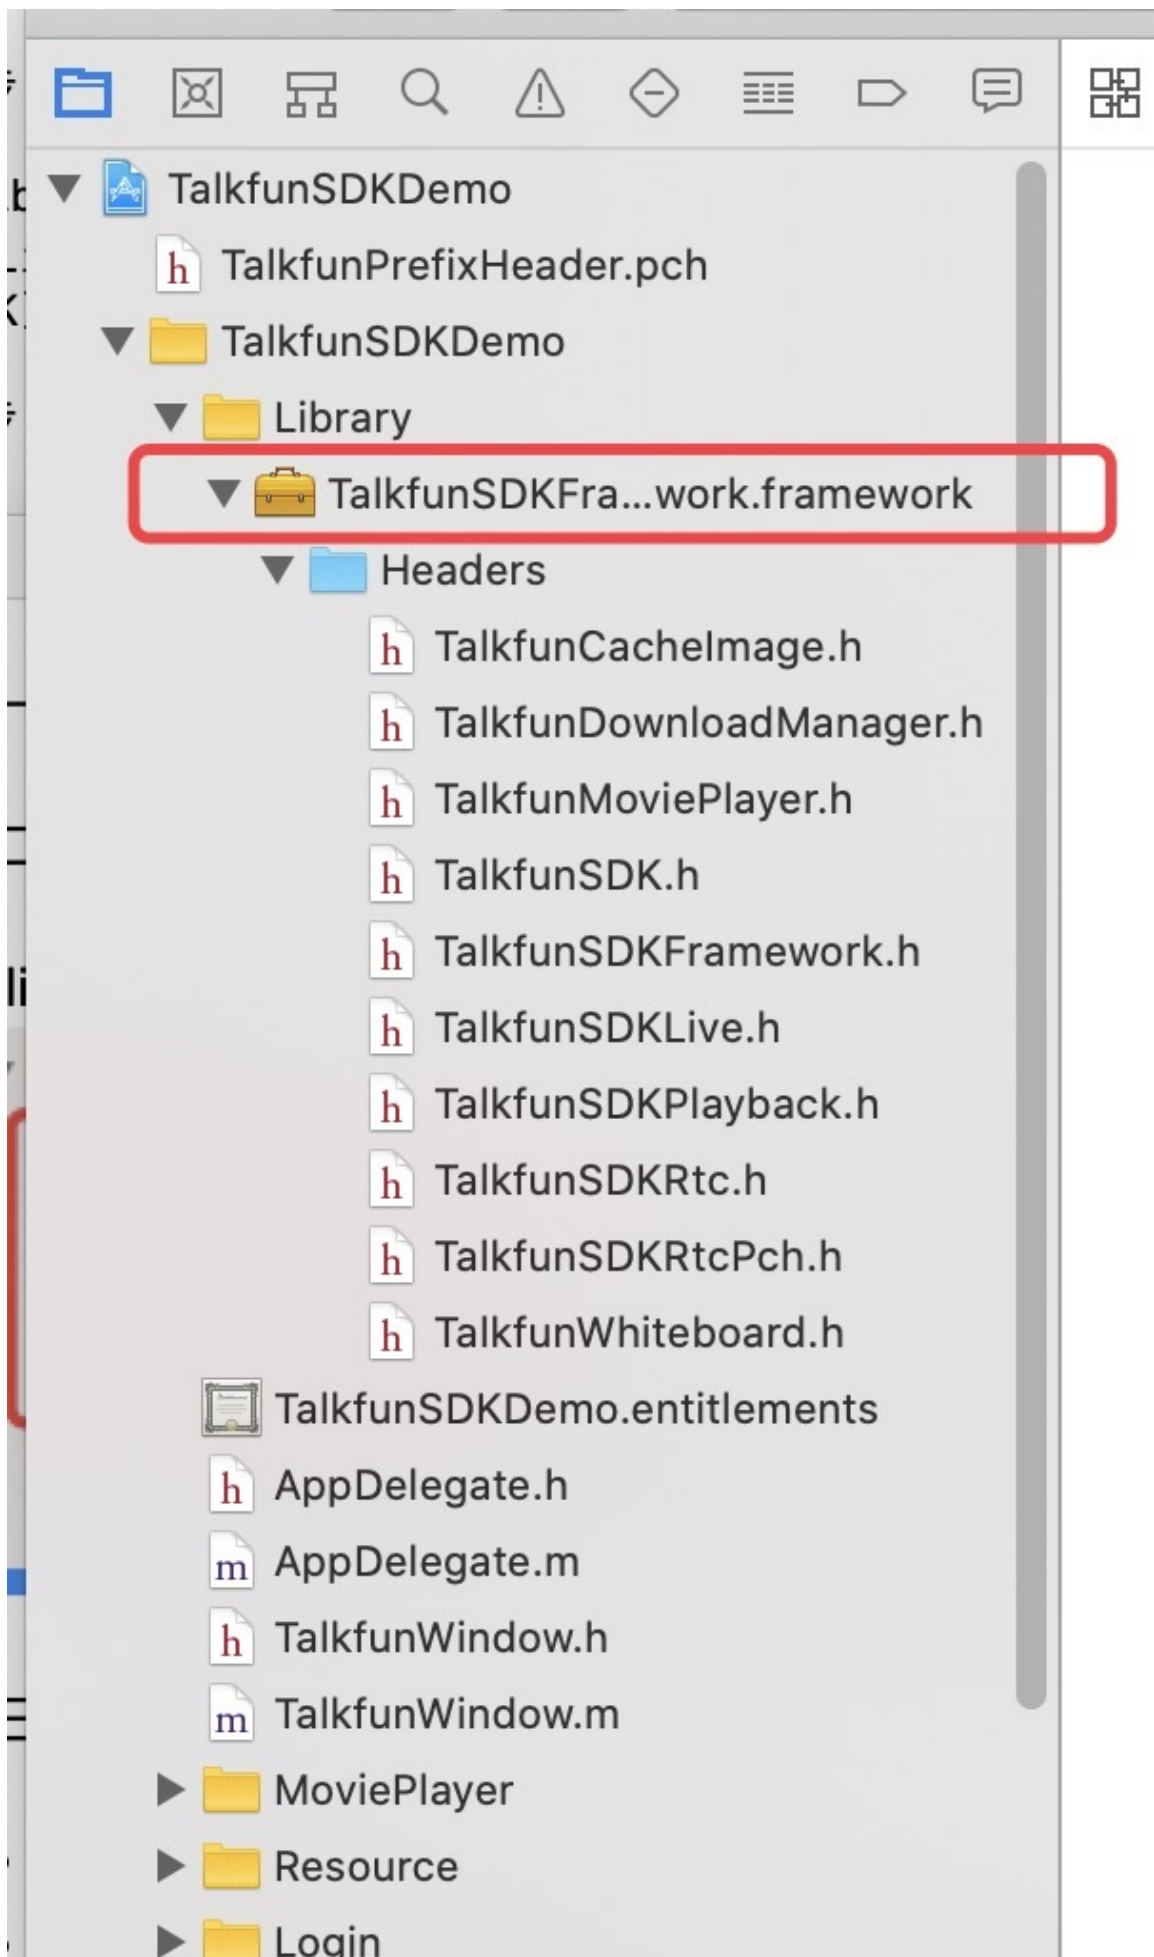 TalkfunSDKDemo
TalkfunPrefixHeader.pch
TalkfunSDKDemo
Library
TalkfunSDKFra...work.framework
Headers
TalkfunCacheImage.h
TalkfunDownloadManager.h
TalkfunMoviePlayer.h
TalkfunSDK.h
TalkfunSDKFramework.h
TalkfunSDKLive.h
TalkfunSDKPlayback.h
TalkfunSDKRtc.h
TalkfunSDKRtcPch.h
TalkfunWhiteboard.h
TalkfunSDKDemo.entitlements
AppDelegate.h
AppDelegate.m
TalkfunWindow.h
TalkfunWindow.m
MoviePlayer
Resource
Login